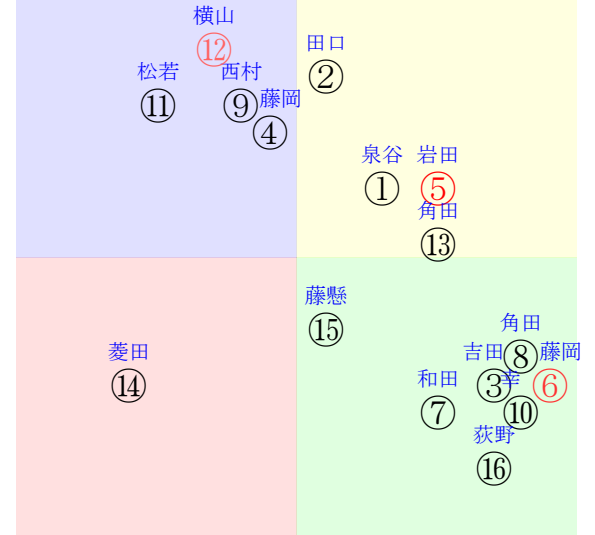 横山
⑫
田口
②
松若
⑪
西村
⑨
藤岡
④
泉谷
①
岩田
⑤
角田
⑬
藤懸
⑮
角田
⑧
菱田
⑭
吉田
③
藤岡
⑥
和田
⑦
幸
⑩
荻野
⑯